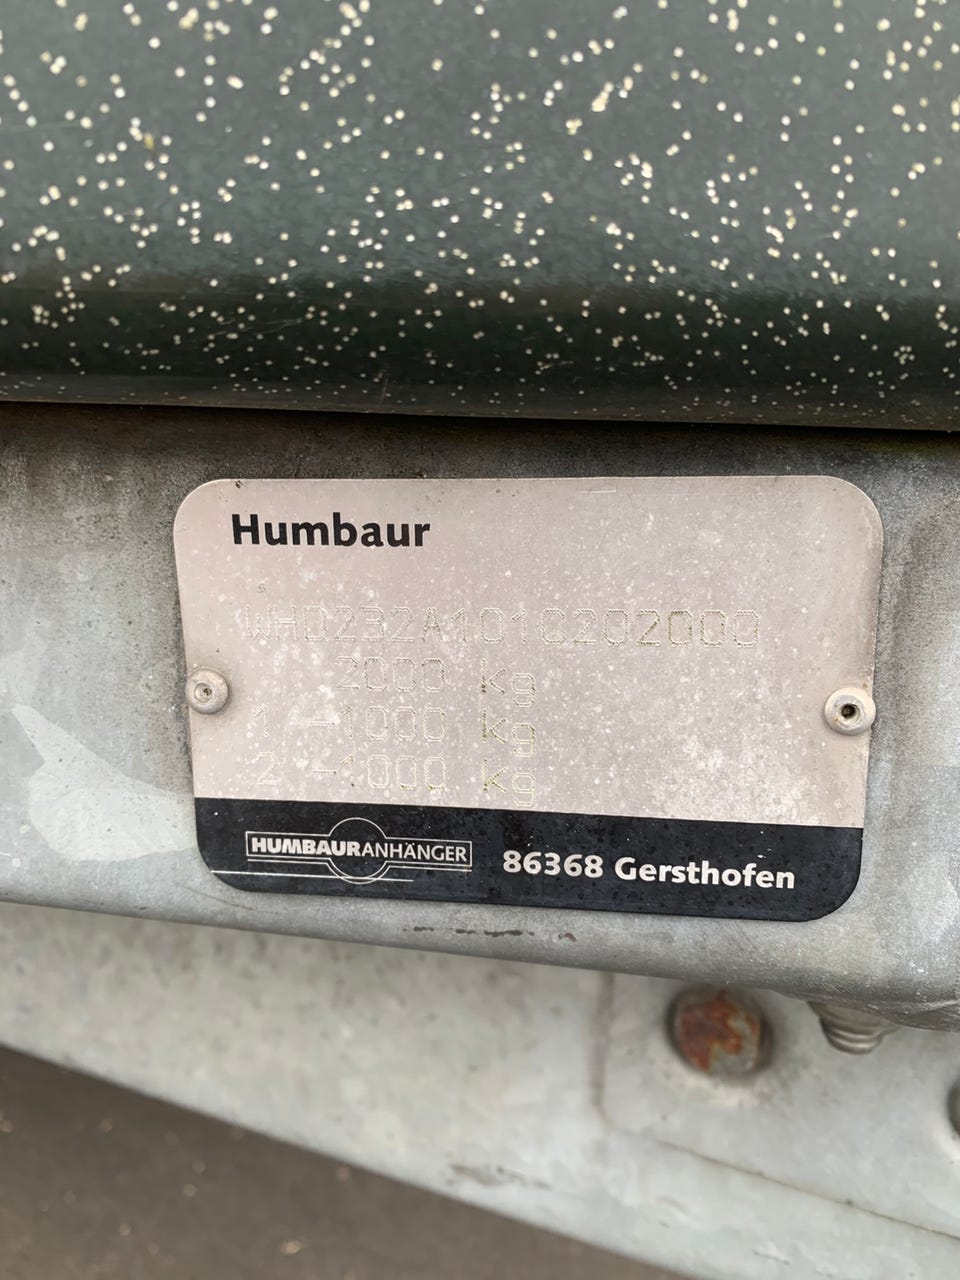 Humbaur
WHD232A1010202000
2000 kg
1 -1000 kg
2 -1000 kg
HUMBAURANHÄNGER 86368 Gersthofen